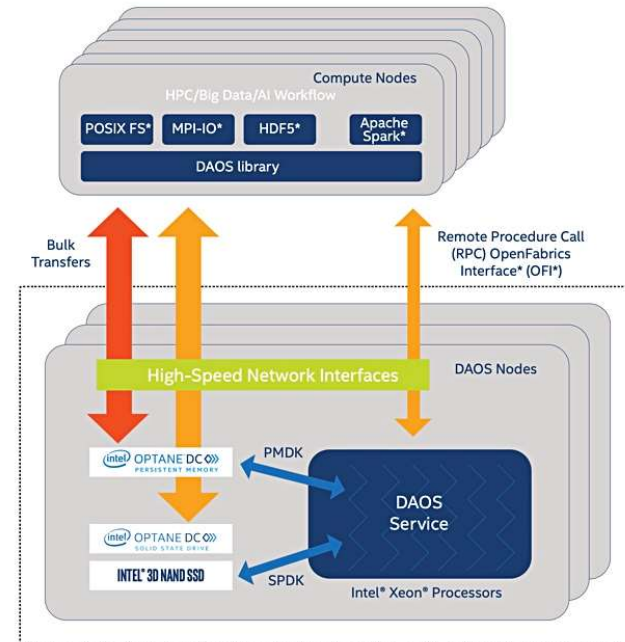 Compute Nodes
HPC/Big Data/AI Workflow
POSIX FS*
MPI-IO*
HDF5*
Apache
Spark*
DAOS library
Bulk
Transfers
Remote Procedure Call
(RPC) OpenFabrics
Interface* (OFI*)
High-Speed Network Interfaces
DAOS Nodes
intel OPTANE DC
PERSISTENT MEMORY
PMDK
DAOS
Service
intel OPTANE DC
SOLID STATE DRIVE
INTEL® 3D NAND SSD
SPDK
Intel® Xeon® Processors